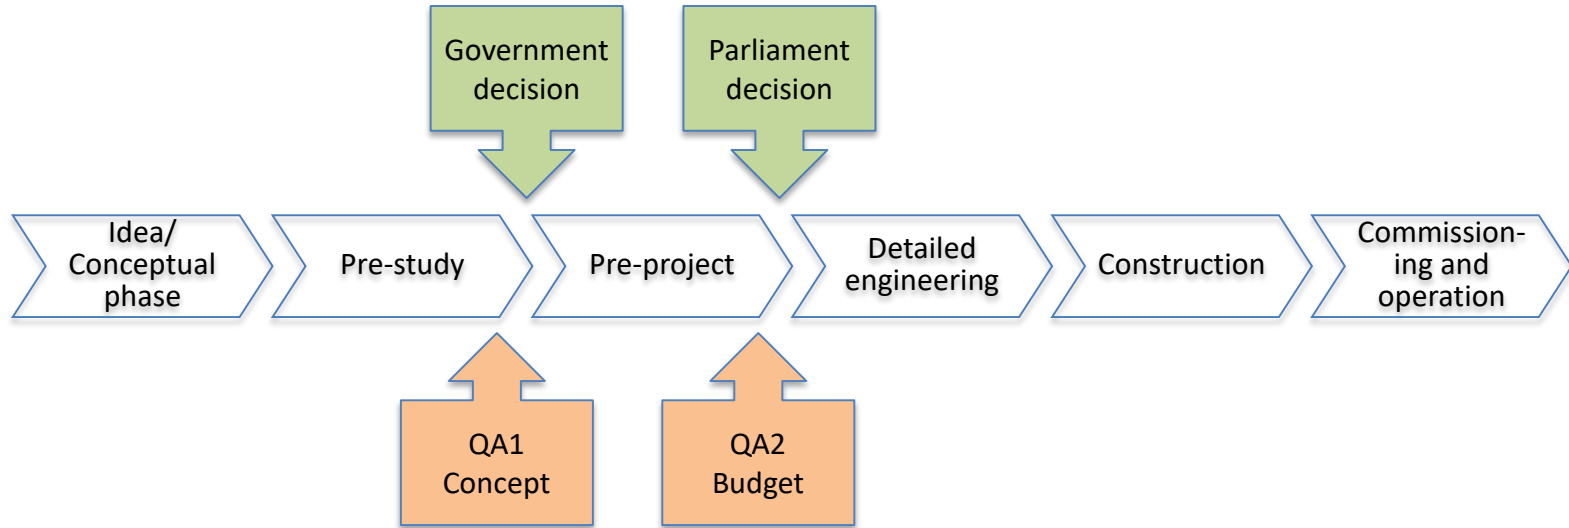 Government
decision
Parliament
decision
Idea/
Conceptual
phase
Pre-study
Pre-project
Detailed
engineering
Construction
Commission-
ing and
operation
QA1
Concept
QA2
Budget